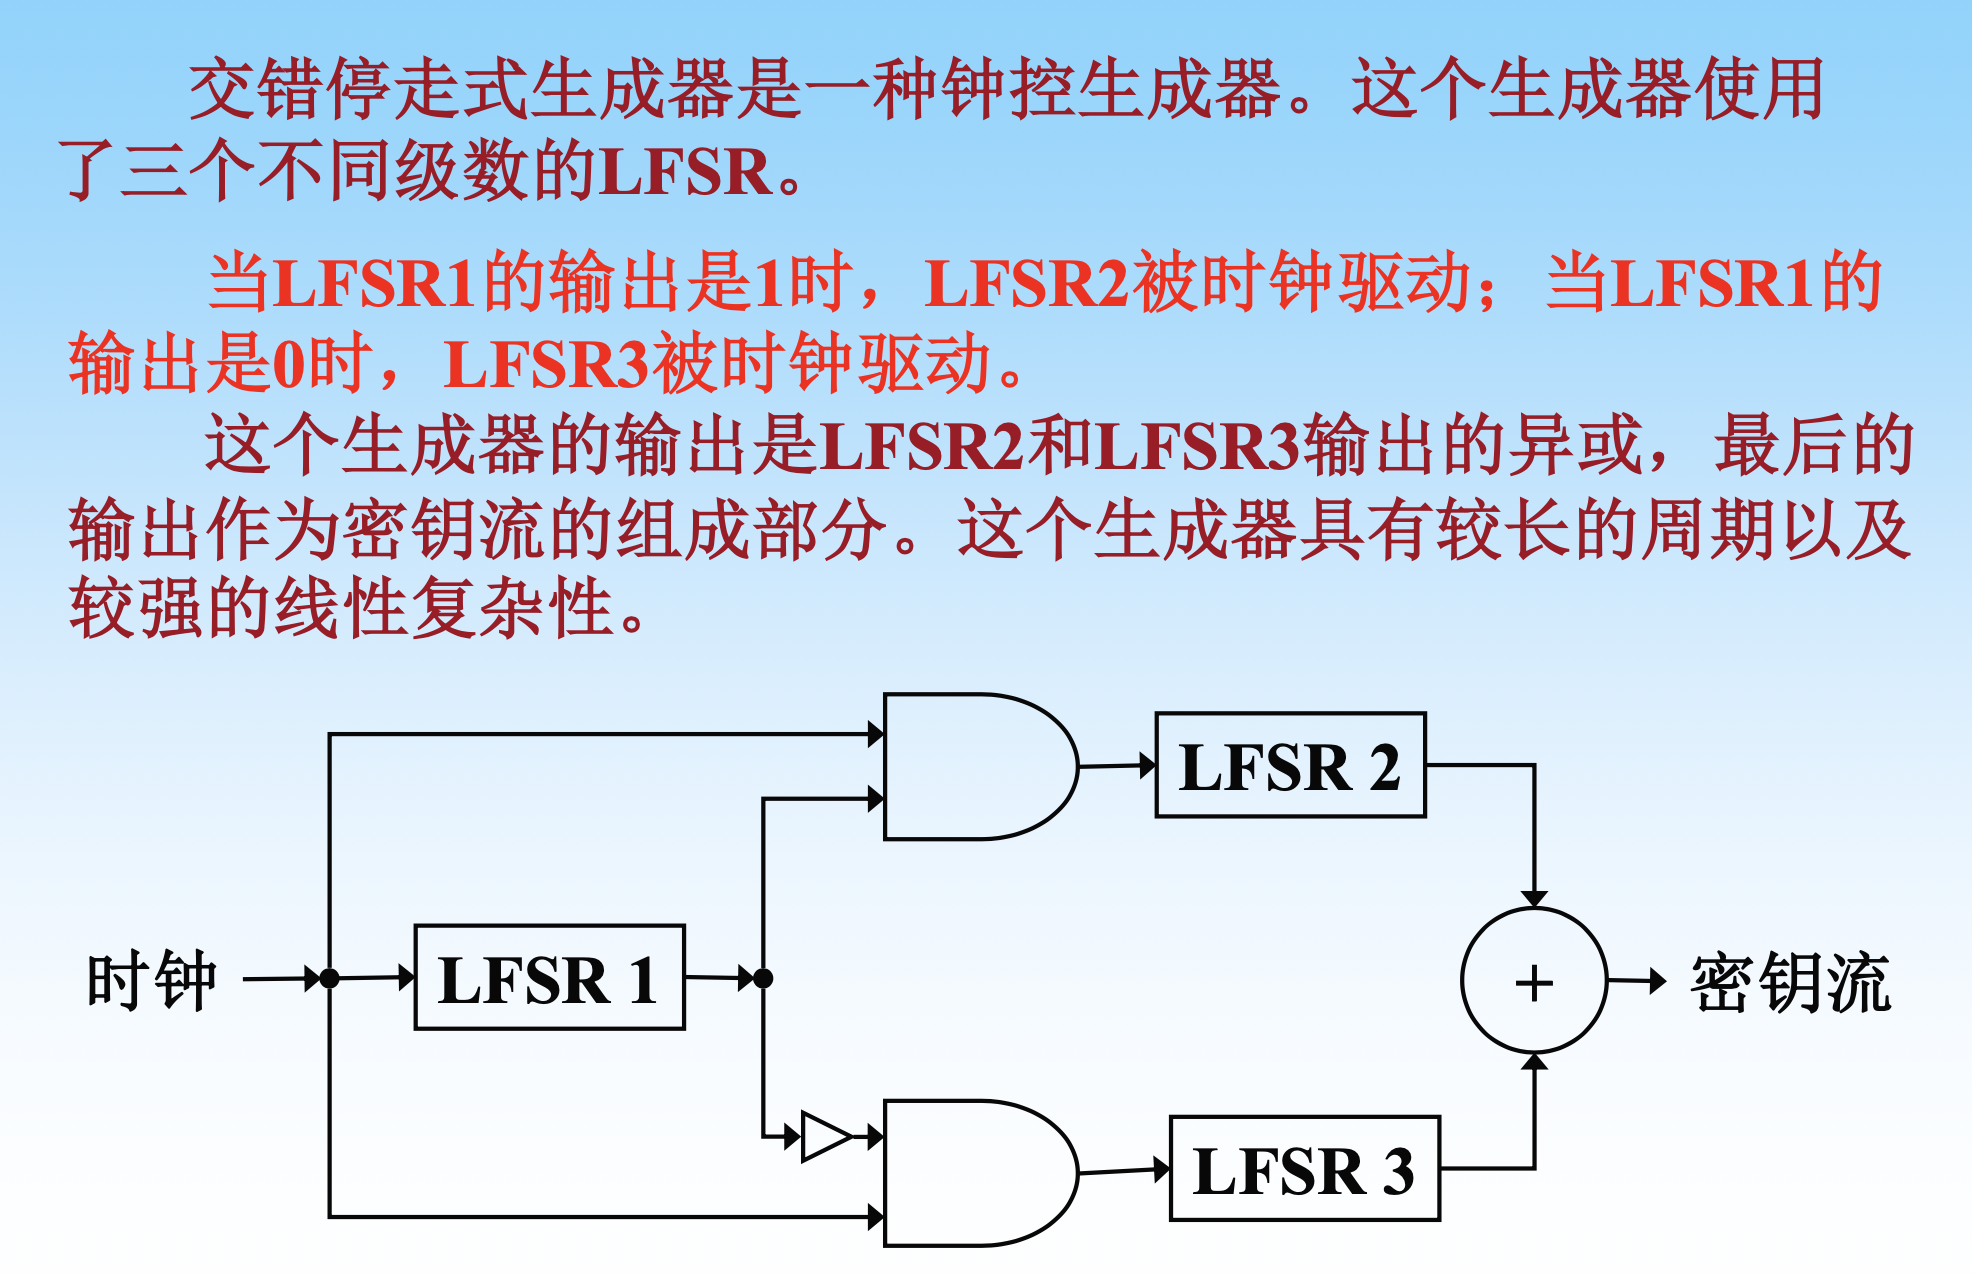 交错停走式生成器是一种钟控生成器。这个生成器使用
了三个不同级数的LFSR。
当LFSR1的输出是1时，LFSR2被时钟驱动；当LFSR1的
输出是0时，LFSR3被时钟驱动。
这个生成器的输出是LFSR2和LFSR3输出的异或，最后的
输出作为密钥流的组成部分。这个生成器具有较长的周期以及
较强的线性复杂性。
LFSR 2
时钟
LFSR 1
+
密钥流
LFSR 3